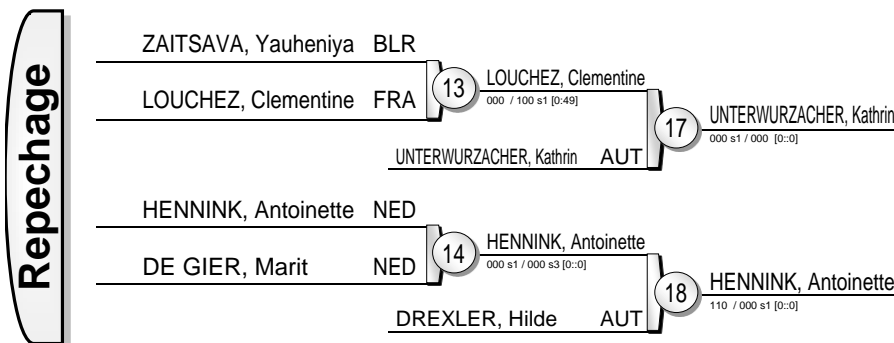 Repechage
ZAITSAVA, Yauheniya BLR
LOUCHEZ, Clementine FRA
13
LOUCHEZ, Clementine
000 / 100 s1 [0:49]
UNTERWURZACHER, Kathrin AUT
17
UNTERWURZACHER, Kathrin
000 s1 / 000 [0::0]
HENNINK, Antoinette NED
DE GIER, Marit NED
14
HENNINK, Antoinette
000 s1 / 000 s3 [0::0]
DREXLER, Hilde AUT
18
HENNINK, Antoinette
110 / 000 s1 [0::0]